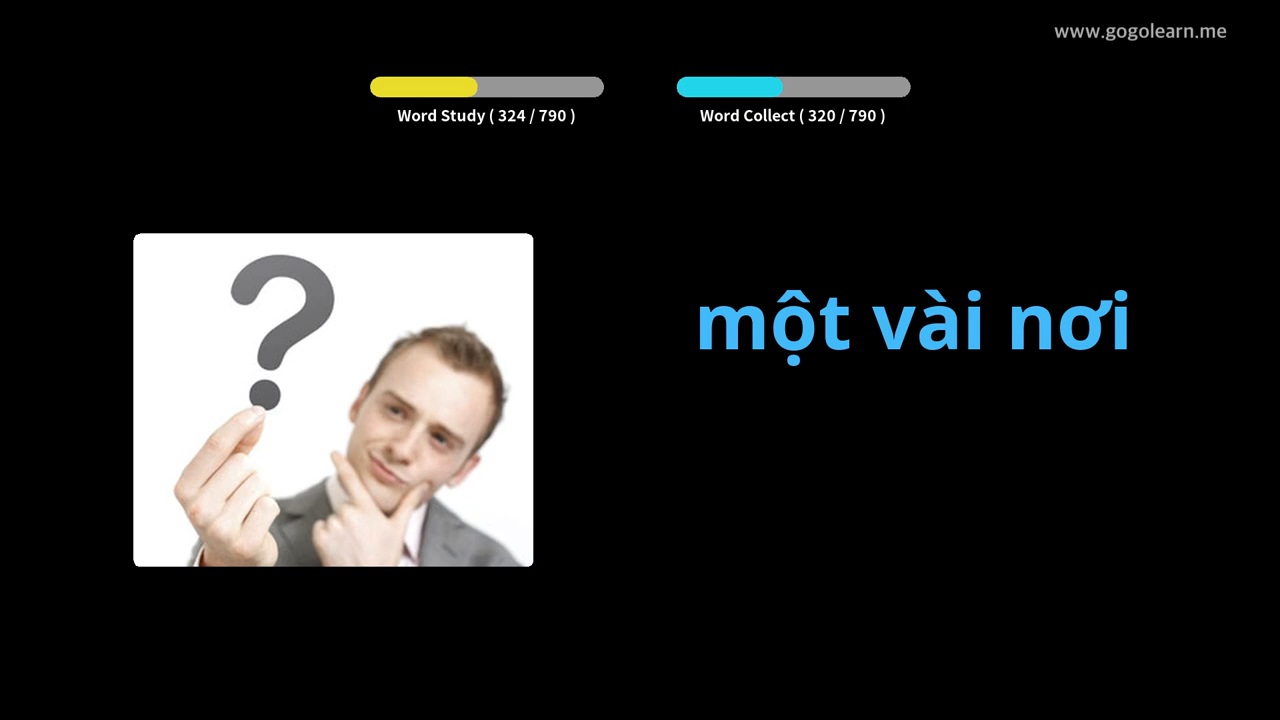 www.gogolearn.me
Word Study ( 324 / 790 )
Word Collect ( 320 / 790 )
?
một vài nơi